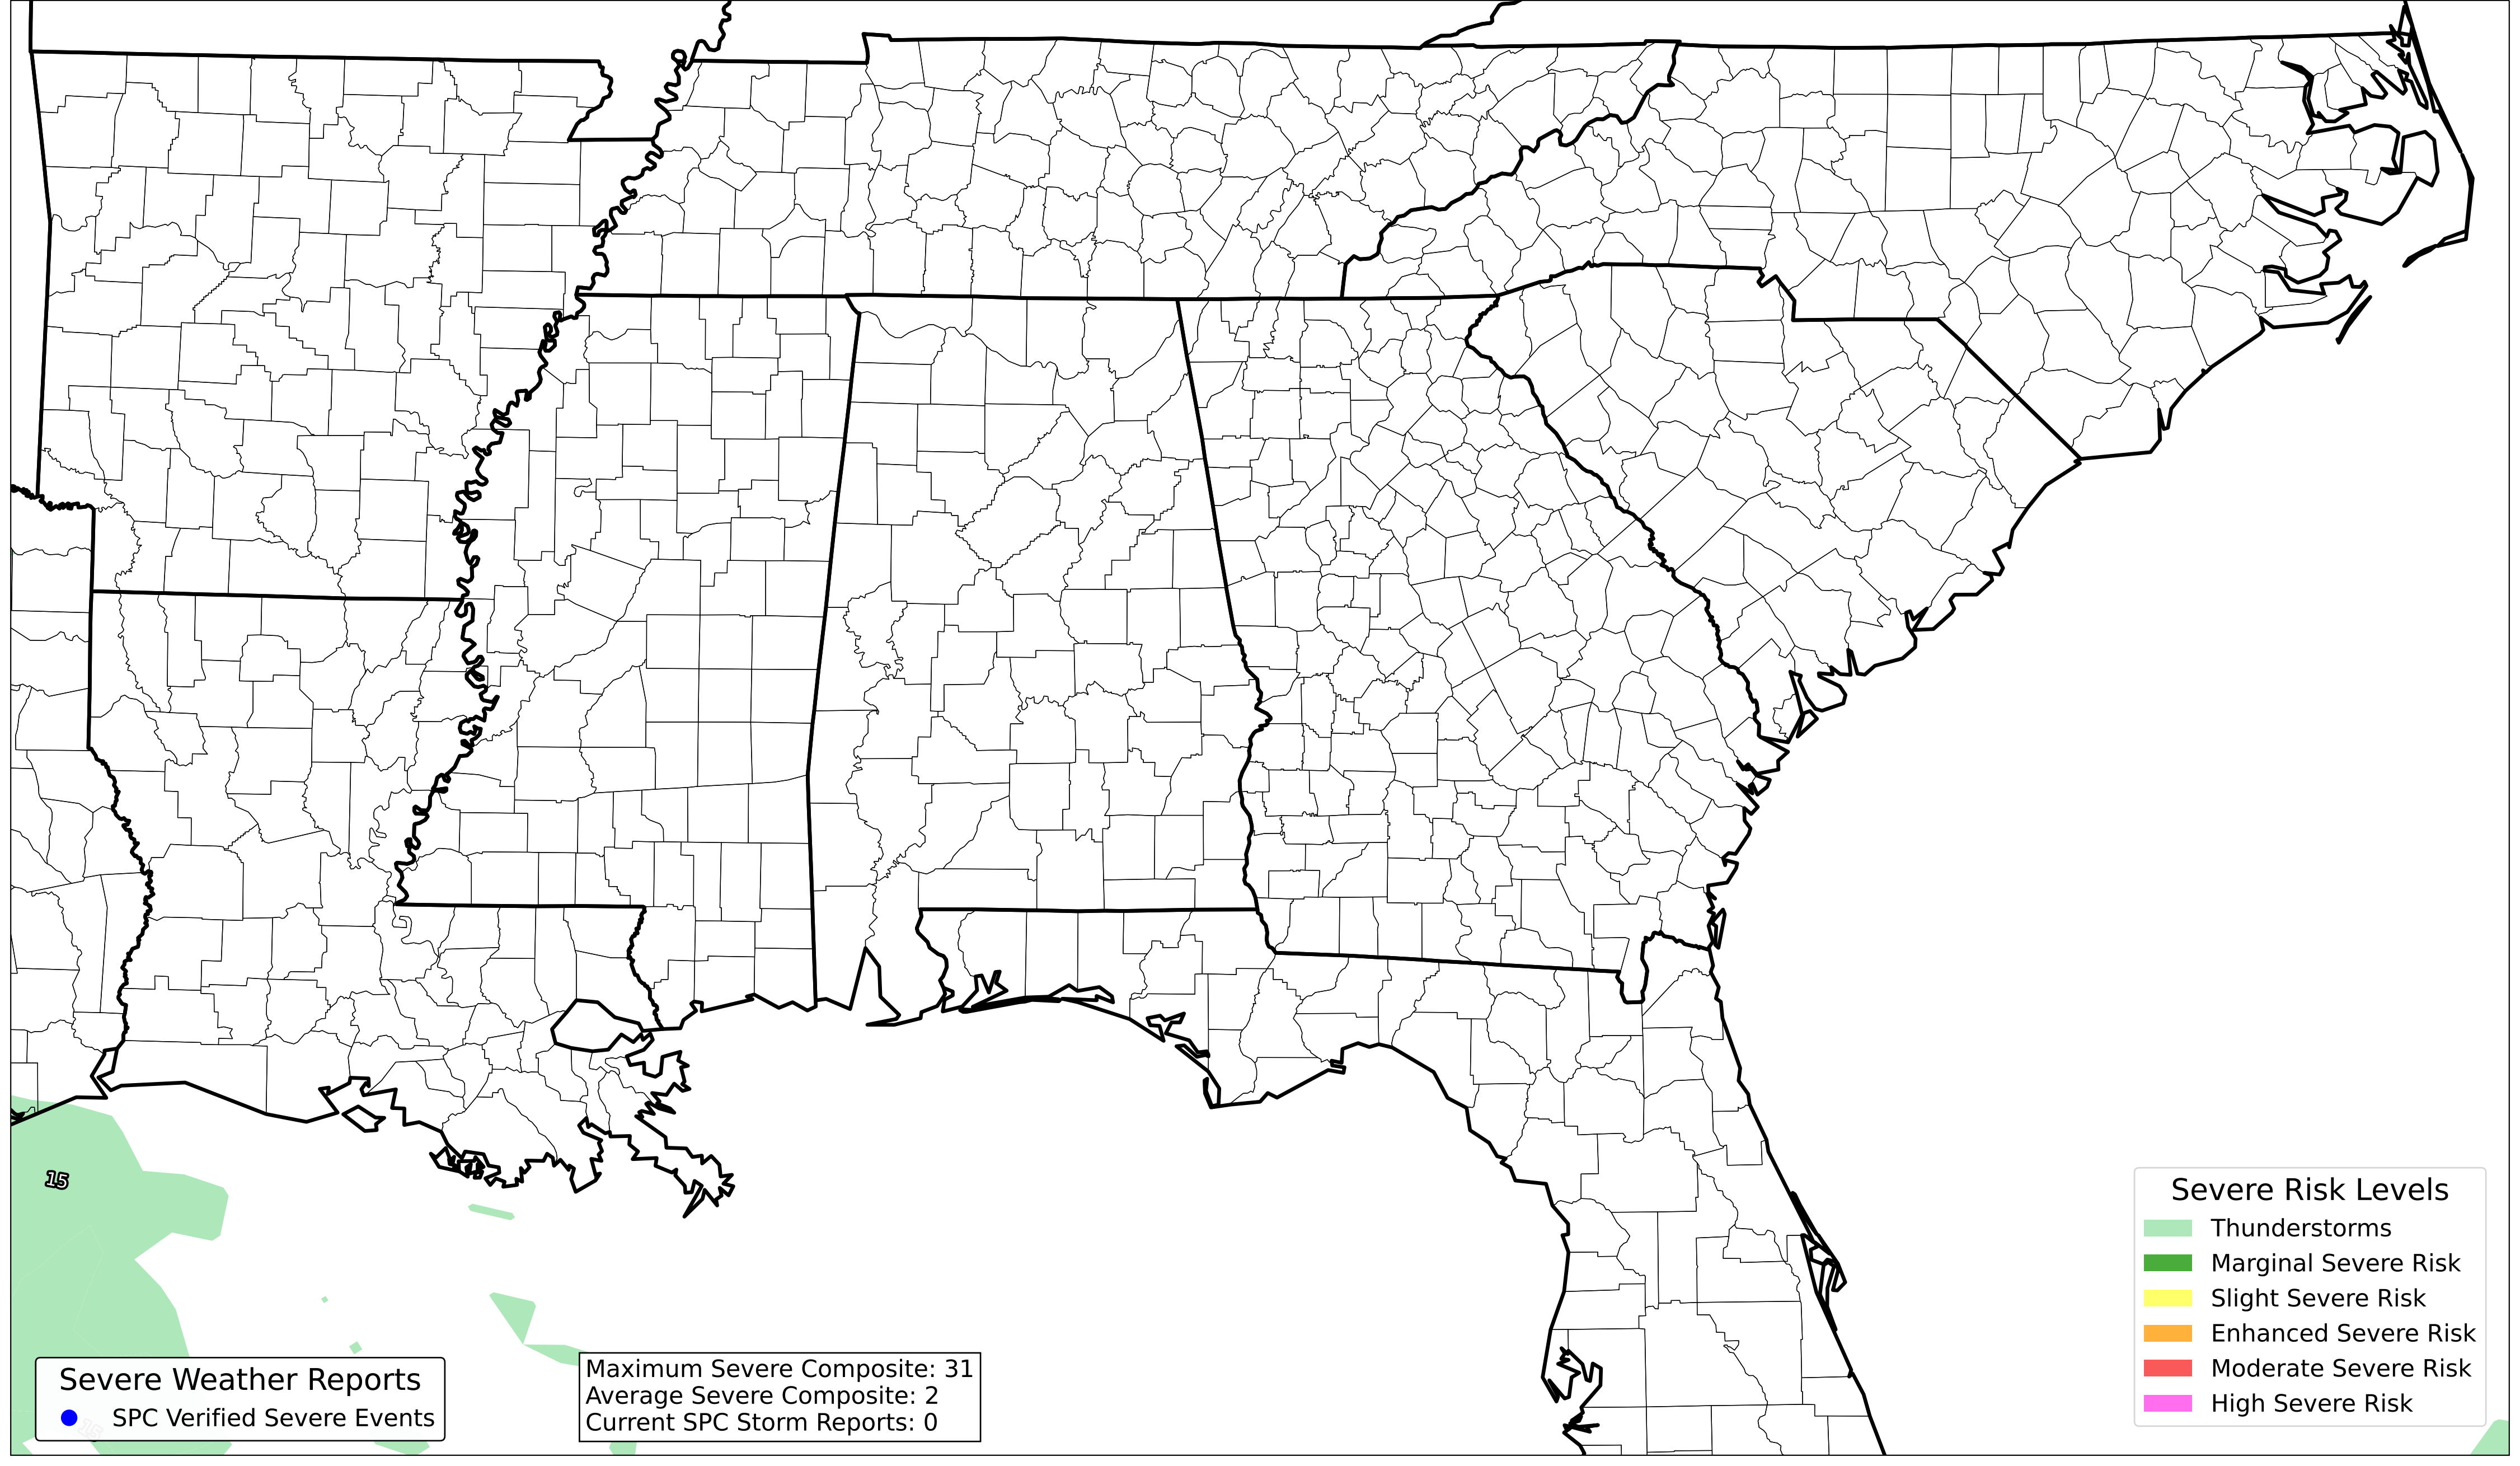 15
Severe Weather Reports
SPC Verified Severe Events
Maximum Severe Composite: 31
Average Severe Composite: 2
Current SPC Storm Reports: 0
Severe Risk Levels
Thunderstorms
Marginal Severe Risk
Slight Severe Risk
Enhanced Severe Risk
Moderate Severe Risk
High Severe Risk